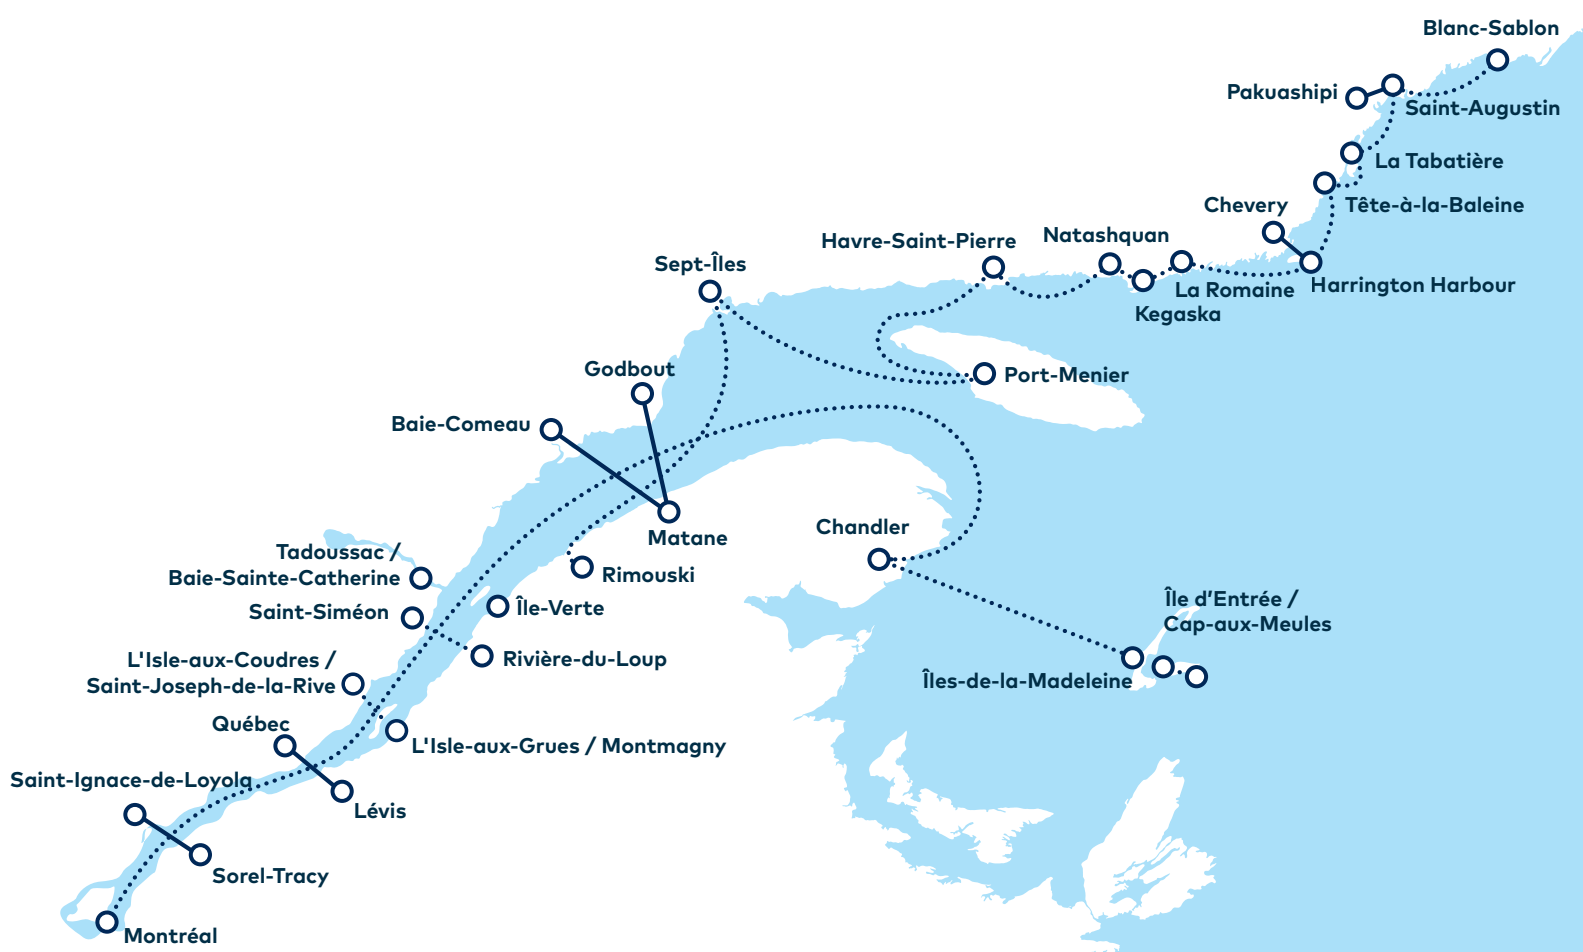 Blanc-Sablon
Pakuashipi
Saint-Augustin
La Tabatière
Chevery
Tête-à-la-Baleine
Natashquan
Havre-Saint-Pierre
Sept-Îles
Harrington Harbour
La Romaine
Kegaska
Godbout
Port-Menier
Baie-Comeau
Chandler
Matane
Tadoussac /
Baie-Sainte-Catherine
Rimouski
Île d'Entrée /
Cap-aux-Meules
Île-Verte
Saint-Siméon
Rivière-du-Loup
L'Isle-aux-Coudres /
Saint-Joseph-de-la-Rive
Îles-de-la-Madeleine
Québec
L'Isle-aux-Grues / Montmagny
Saint-Ignace-de-Loyola
Lévis
Sorel-Tracy
Montréal